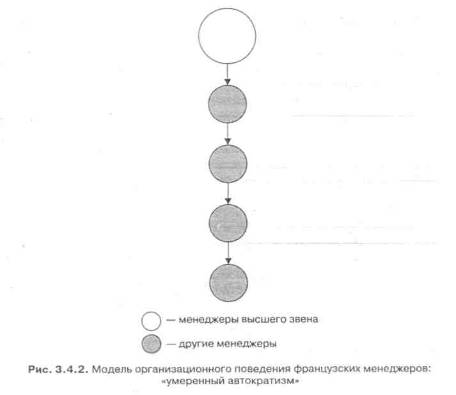 — менеджеры высшего звена
— другие менеджеры
Рис. 3.4.2. Модель организационного поведения французских менеджеров:
«умеренный автократизм»